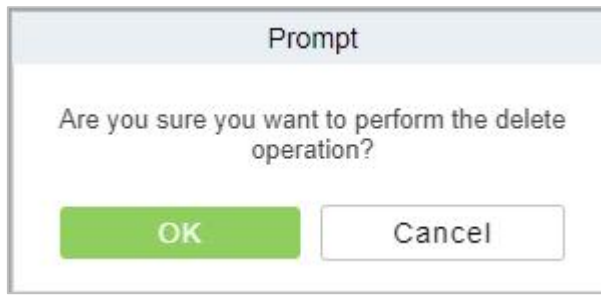 Prompt
Are you sure you want to perform the delete
operation?
OK
Cancel